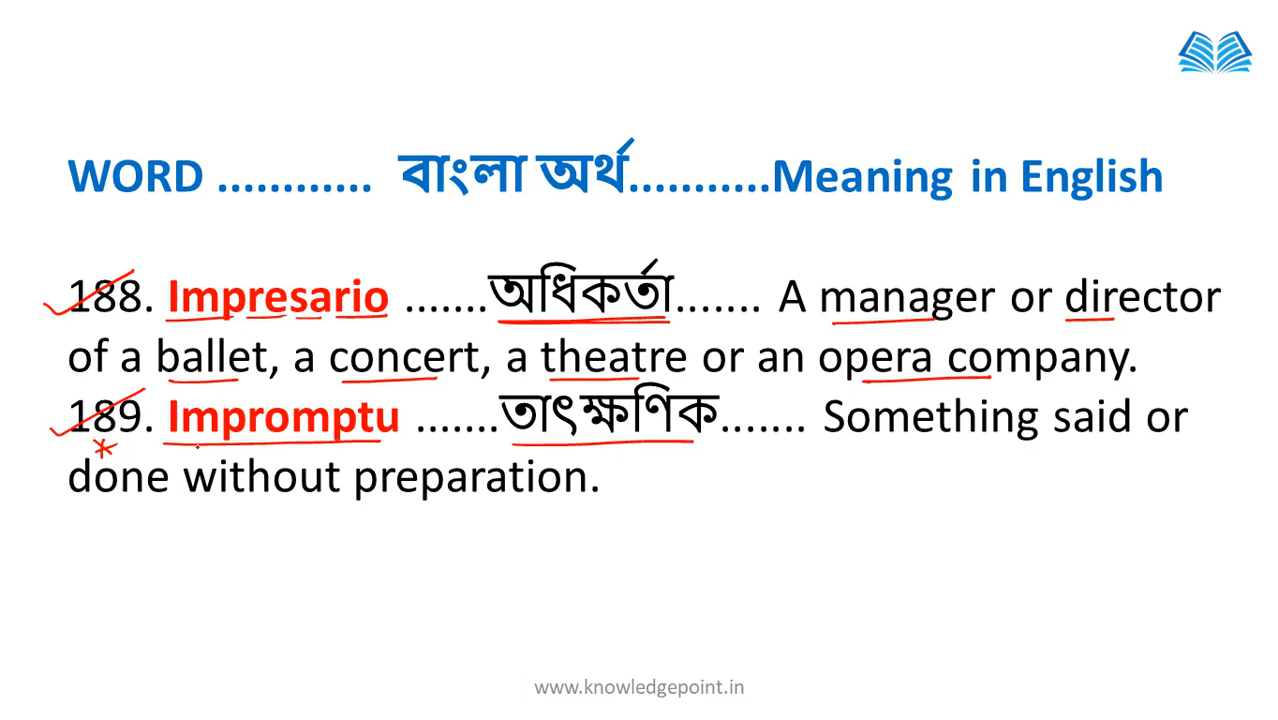 WORD ............ বাংলা অর্থ...........Meaning in English
188. Impresario .......অধিকর্তা....... A manager or director
of a ballet, a concert, a theatre or an opera company.
189. Impromptu .......তাৎক্ষণিক....... Something said or
done without preparation.
www.knowledgepoint.in